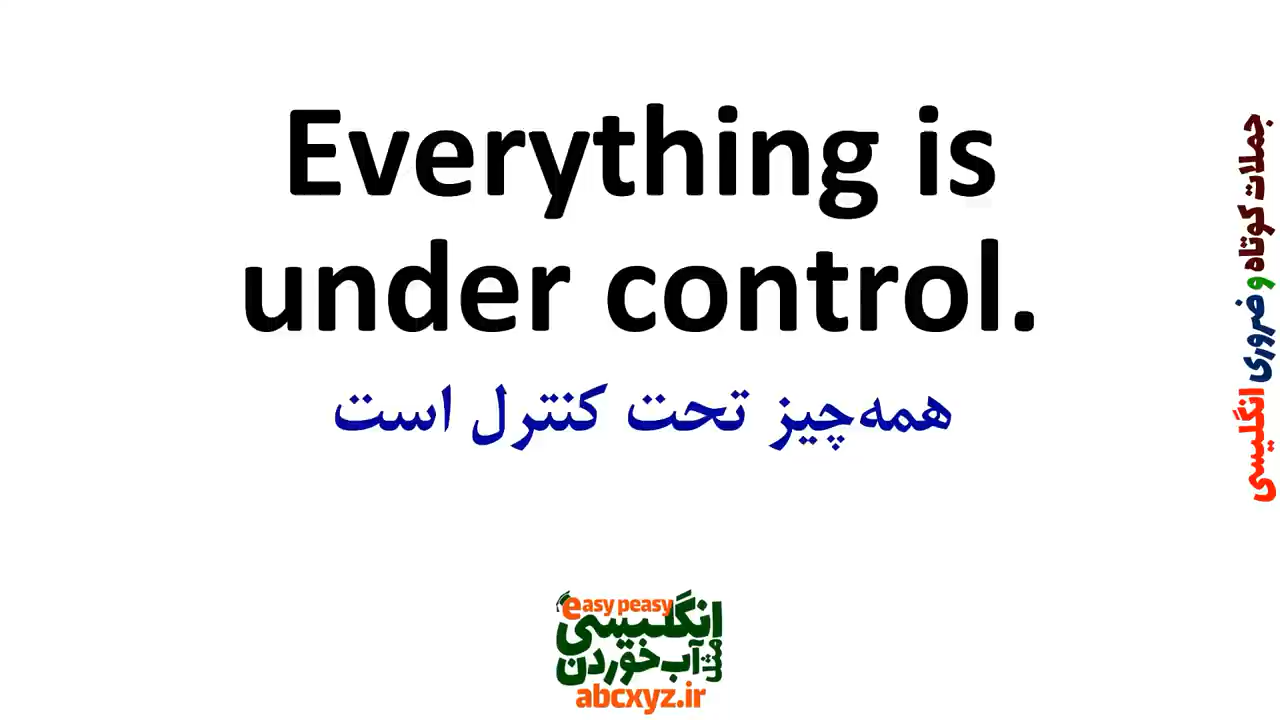 Everything is
under control.
همه‌چیز تحت کنترل است
جملات کوتاه و ضروری انگلیسی
easy peasy
انگلیسی
مثل آب خوردن
abcxyz.ir